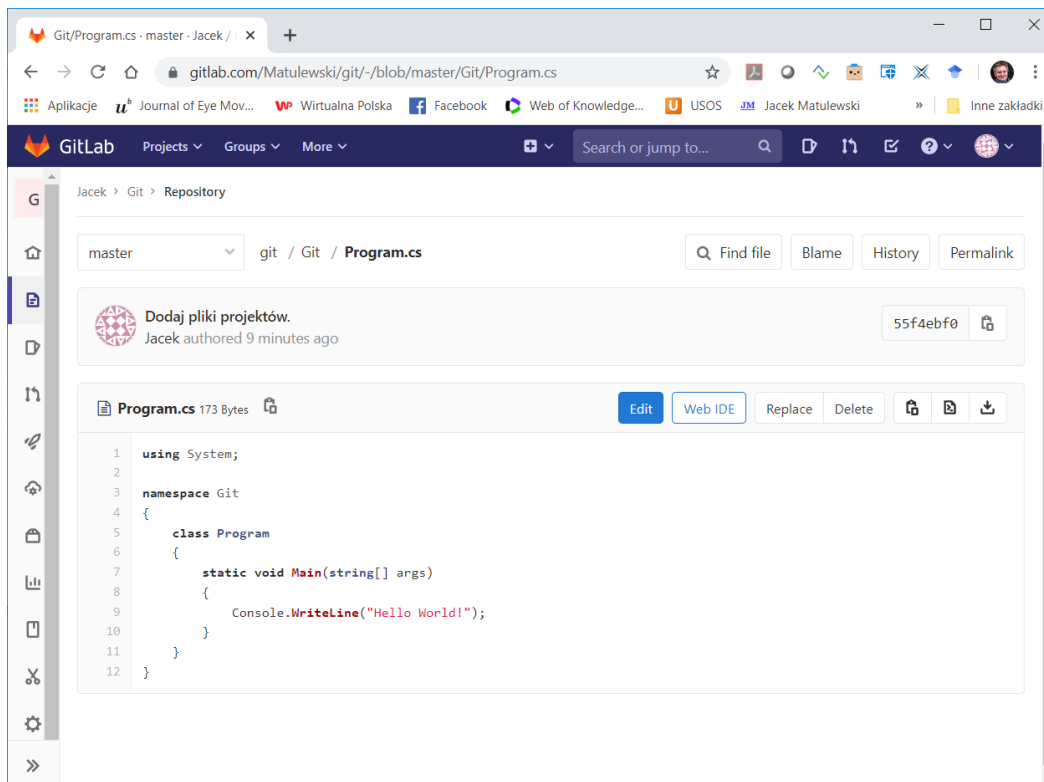 Git/Program.cs · master · Jacek /
gitlab.com/Matulewski/git/-/blob/master/Git/Program.cs
Aplikacje Journal of Eye Mov... Wirtualna Polska Facebook Web of Knowledge... USOS JM Jacek Matulewski » Inne zakładki
GitLab Projects Groups More Search or jump to...
G
Jacek > Git > Repository
master git / Git / Program.cs Find file Blame History Permalink
Dodaj pliki projektów.
Jacek authored 9 minutes ago
55f4ebf0
Program.cs 173 Bytes Edit Web IDE Replace Delete
1 using System;
2
3 namespace Git
4 {
5     class Program
6     {
7         static void Main(string[] args)
8         {
9             Console.WriteLine("Hello World!");
10         }
11     }
12 }